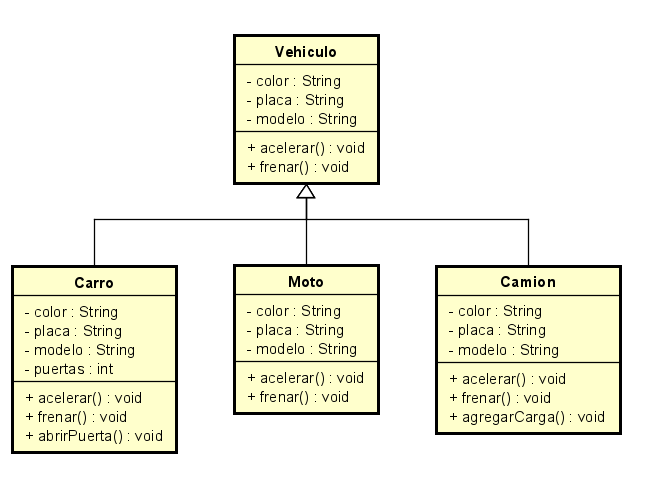 Vehiculo
- color : String
- placa : String
- modelo : String
+ acelerar() : void
+ frenar() : void
Carro
- color : String
- placa : String
- modelo : String
- puertas : int
+ acelerar() : void
+ frenar() : void
+ abrirPuerta() : void
Moto
- color : String
- placa : String
- modelo : String
+ acelerar() : void
+ frenar() : void
Camion
- color : String
- placa : String
- modelo : String
+ acelerar() : void
+ frenar() : void
+ agregarCarga() : void